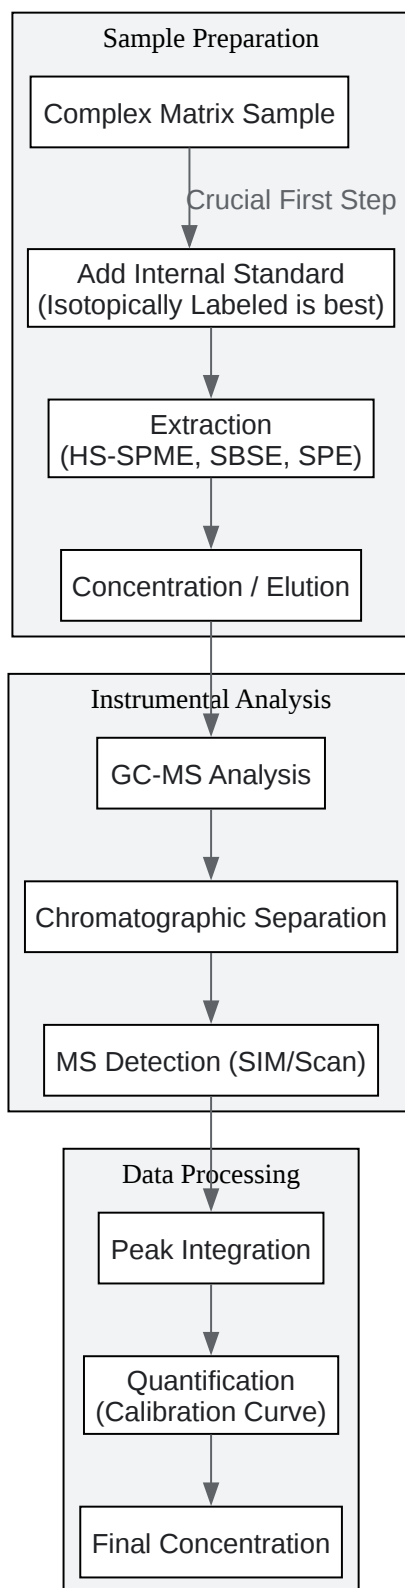 Sample Preparation
Complex Matrix Sample
Crucial First Step
Add Internal Standard
(Isotopically Labeled is best)
Extraction
(HS-SPME, SBSE, SPE)
Concentration / Elution
Instrumental Analysis
GC-MS Analysis
Chromatographic Separation
MS Detection (SIM/Scan)
Data Processing
Peak Integration
Quantification
(Calibration Curve)
Final Concentration